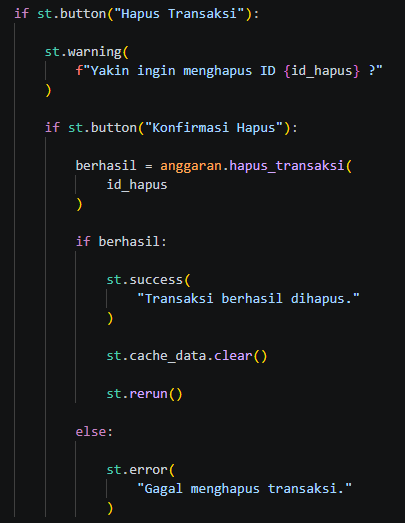 if st.button("Hapus Transaksi"):
st.warning(
f"Yakin ingin menghapus ID {id_hapus} ?"
)
if st.button("Konfirmasi Hapus"):
berhasil = anggaran.hapus_transaksi(
id_hapus
)
if berhasil:
st.success(
"Transaksi berhasil dihapus."
)
st.cache_data.clear()
st.rerun()
else:
st.error(
"Gagal menghapus transaksi."
)